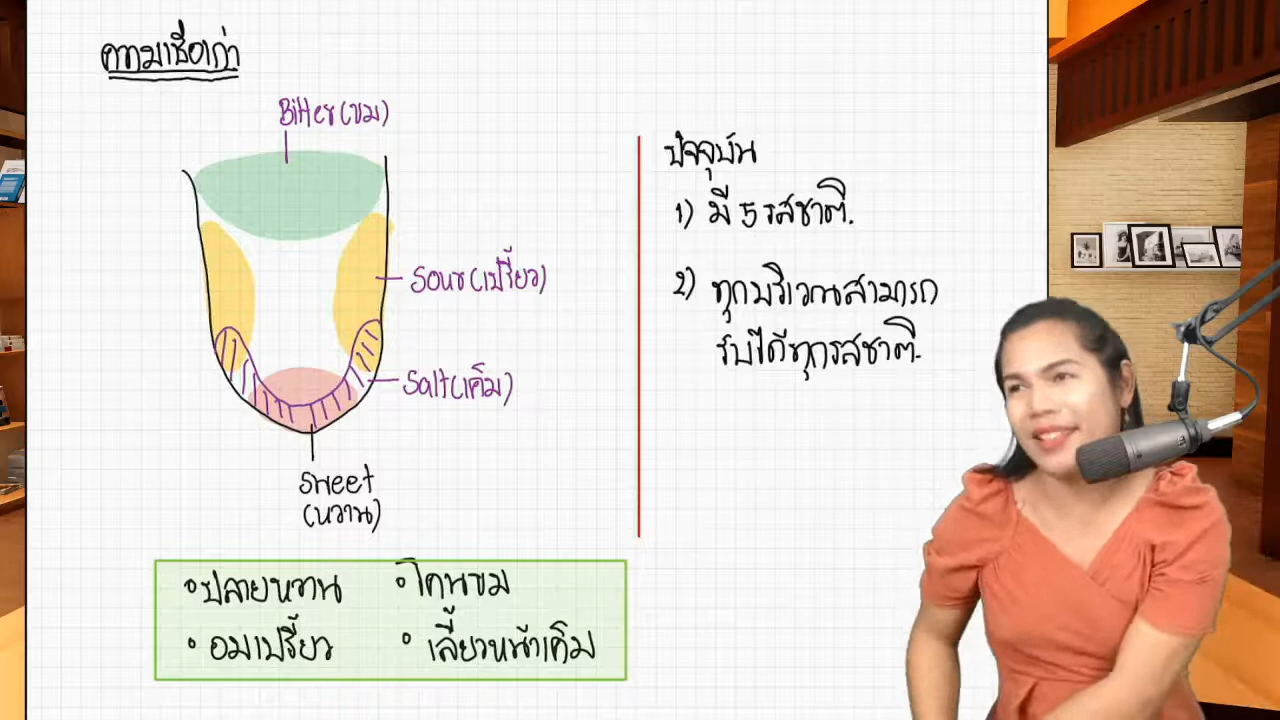 ความเชื่อเก่า
Bitter (ขม)
Sour (เปรี้ยว)
Salt (เค็ม)
Sweet
(หวาน)
• ปลายหวาน
• โคนขม
• อมเปรี้ยว
• เลี้ยวหน้าเค็ม
ปัจจุบัน
1) มี 5 รสชาติ.
2) ทุกบริเวณสามารถ
รับได้ทุกรสชาติ.